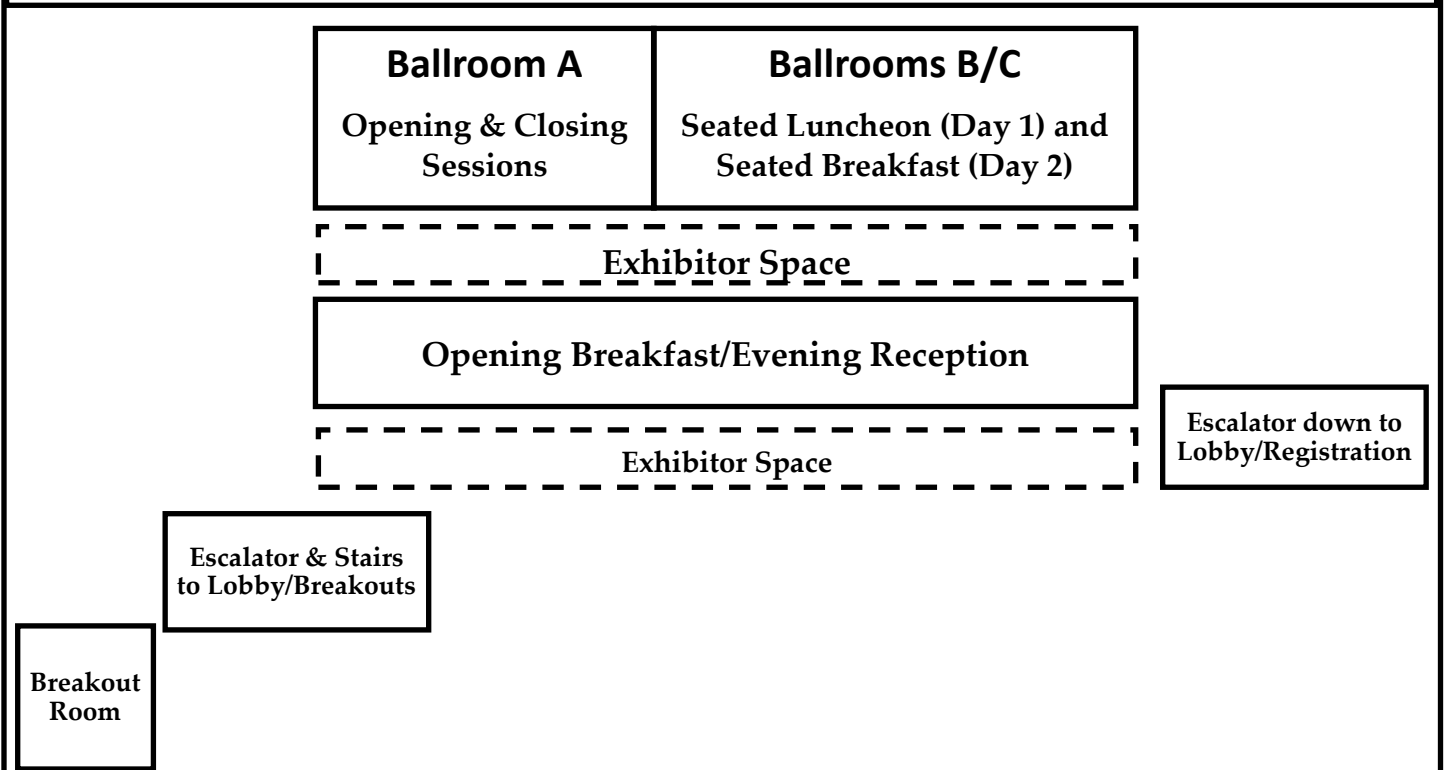 Ballroom A
Opening & Closing
Sessions
Ballrooms B/C
Seated Luncheon (Day 1) and
Seated Breakfast (Day 2)
Exhibitor Space
Opening Breakfast/Evening Reception
Exhibitor Space
Escalator down to
Lobby/Registration
Escalator & Stairs
to Lobby/Breakouts
Breakout
Room